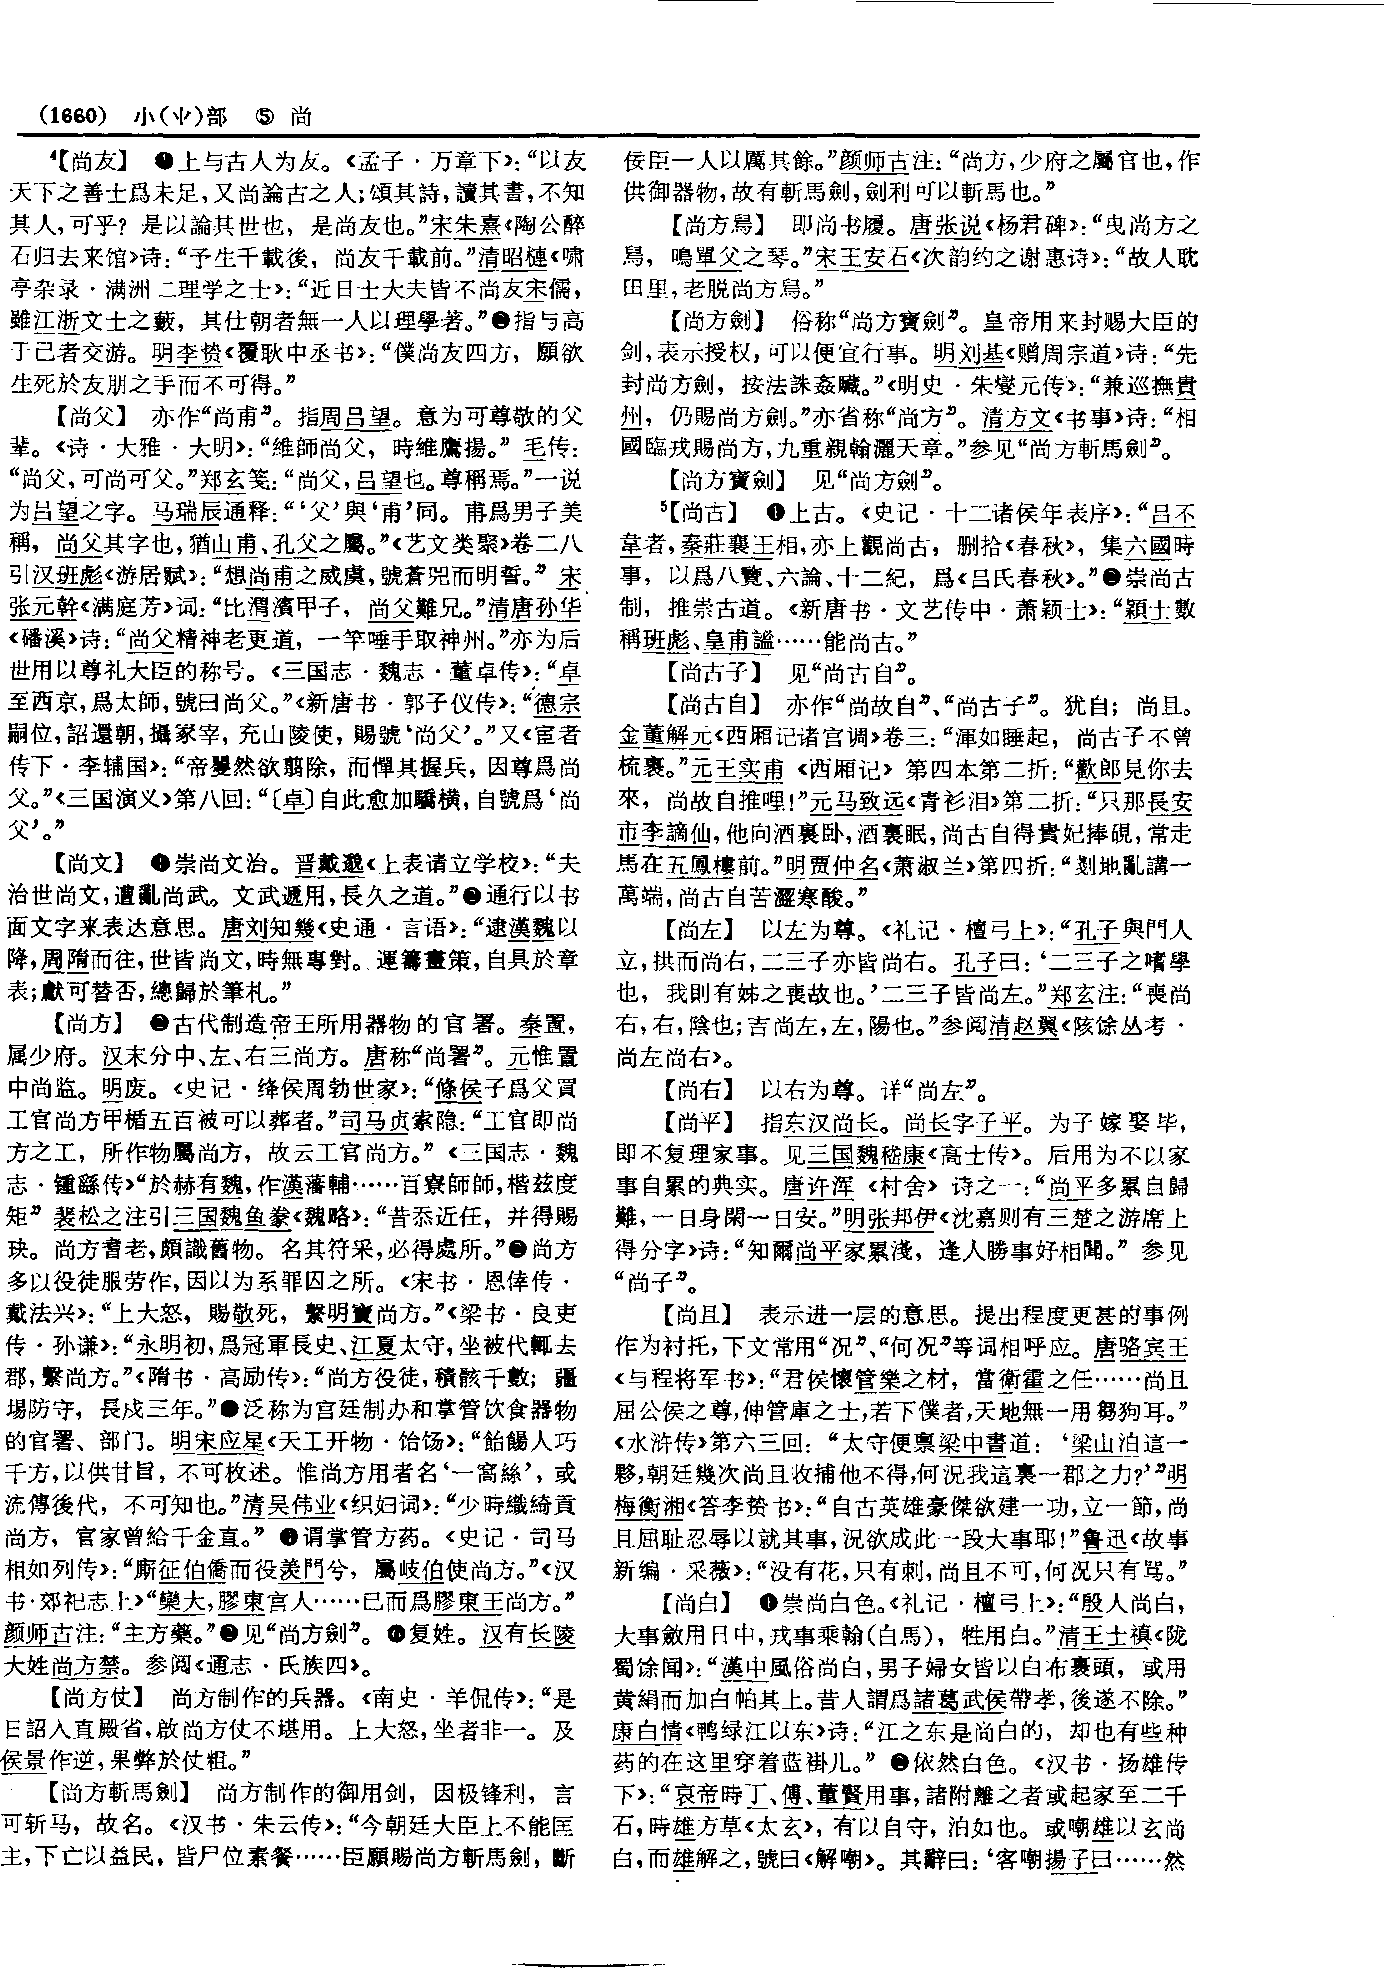 (1660) 小(⺌)部 ⑤ 尚
⁴【尚友】 ❶上与古人为友。《孟子·万章下》：“以友
天下之善士爲未足，又尚論古之人；頌其詩，讀其書，不知
其人，可乎？是以論其世也，是尚友也。”宋朱熹《陶公醉
石归去来馆》诗：“予生千載後，尚友千載前。”清昭槤《啸
亭杂录·满洲二理学之士》：“近日士大夫皆不尚友宋儒，
雖江浙文士之藪，其仕朝者無一人以理學著。”❷指与高
于己者交游。明李贽《覆耿中丞书》：“僕尚友四方，願欲
生死於友朋之手而不可得。”
【尚父】 亦作“尚甫”。指周吕望。意为可尊敬的父
辈。《诗·大雅·大明》：“維師尚父，時維鷹揚。”毛传：
“尚父，可尚可父。”郑玄笺：“尚父，吕望也。尊稱焉。”一说
为吕望之字。马瑞辰通释：“‘父’與‘甫’同。甫爲男子美
稱，尚父其字也，猶山甫、孔父之屬。”《艺文类聚》卷二八
引汉班彪《游居赋》：“想尚甫之威虞，號蒼兕而明誓。”宋
张元幹《满庭芳》词：“比渭濱甲子，尚父難兄。”清唐孙华
《磻溪》诗：“尚父精神老更道，一竿唾手取神州。”亦为后
世用以尊礼大臣的称号。《三国志·魏志·董卓传》：“卓
至西京，爲太師，號曰尚父。”《新唐书·郭子仪传》：“德宗
嗣位，詔還朝，攝冢宰，充山陵使，賜號‘尚父’。”又《宦者
传下·李辅国》：“帝矍然欲翦除，而憚其握兵，因尊爲尚
父。”《三国演义》第八回：“〔卓〕自此愈加驕横，自號爲‘尚
父’。”
【尚文】 ❶崇尚文治。晋戴邈《上表请立学校》：“夫
治世尚文，遭亂尚武。文武遞用，長久之道。”❷通行以书
面文字来表达意思。唐刘知幾《史通·言语》：“逮漢魏以
降，周隋而往，世皆尚文，時無專對。運籌畫策，自具於章
表；獻可替否，總歸於筆札。”
【尚方】 ❶古代制造帝王所用器物的官署。秦置，
属少府。汉末分中、左、右三尚方。唐称“尚署”。元惟置
中尚监。明废。《史记·绛侯周勃世家》：“條侯子爲父買
工官尚方甲楯五百被可以葬者。”司马贞索隐：“工官即尚
方之工，所作物屬尚方，故云工官尚方。”《三国志·魏
志·鍾繇传》“於赫有魏，作漢藩輔……百寮師師，楷兹度
矩”裴松之注引三国魏鱼豢《魏略》：“昔忝近任，并得賜
玦。尚方耆老，頗識舊物。名其符采，必得處所。”❷尚方
多以役徒服劳作，因以为系罪囚之所。《宋书·恩倖传·
戴法兴》：“上大怒，賜敬死，繫明寶尚方。”《梁书·良吏
传·孙谦》：“永明初，爲冠軍長史、江夏太守，坐被代輒去
郡，繫尚方。”《隋书·高励传》：“尚方役徒，積骸千數；疆
場防守，長戍三年。”❸泛称为宫廷制办和掌管饮食器物
的官署、部门。明宋应星《天工开物·饴饧》：“飴餳人巧
千方，以供甘旨，不可枚述。惟尚方用者名‘一窩絲’，或
流傳後代，不可知也。”清吴伟业《织妇词》：“少時織綺貢
尚方，官家曾給千金直。”❹谓掌管方药。《史记·司马
相如列传》：“厮征伯僑而役羡門兮，屬岐伯使尚方。”《汉
书·郊祀志上》“欒大，膠東宫人……已而爲膠東王尚方。”
颜师古注：“主方藥。”❺见“尚方劍”。❻复姓。汉有长陵
大姓尚方禁。参阅《通志·氏族四》。
【尚方仗】 尚方制作的兵器。《南史·羊侃传》：“是
日詔入直殿省，啟尚方仗不堪用。上大怒，坐者非一。及
侯景作逆，果弊於仗粗。”
【尚方斬馬劍】 尚方制作的御用剑，因极锋利，言
可斩马，故名。《汉书·朱云传》：“今朝廷大臣上不能匡
主，下亡以益民，皆尸位素餐……臣願賜尚方斬馬劍，斷
佞臣一人以厲其餘。”颜师古注：“尚方，少府之屬官也，作
供御器物，故有斬馬劍，劍利可以斬馬也。”
【尚方舄】 即尚书履。唐张说《杨君碑》：“曳尚方之
舄，鳴單父之琴。”宋王安石《次韵约之谢惠诗》：“故人耽
田里，老脱尚方舄。”
【尚方劍】 俗称“尚方寶劍”。皇帝用来封赐大臣的
剑，表示授权，可以便宜行事。明刘基《赠周宗道》诗：“先
封尚方劍，按法誅姦贓。”《明史·朱燮元传》：“兼巡撫貴
州，仍賜尚方劍。”亦省称“尚方”。清方文《书事》诗：“相
國臨戎賜尚方，九重親翰灑天章。”参见“尚方斬馬劍”。
【尚方寶劍】 见“尚方劍”。
⁵【尚古】 ❶上古。《史记·十二诸侯年表序》：“吕不
韋者，秦莊襄王相，亦上觀尚古，删拾《春秋》，集六國時
事，以爲八覽、六論、十二紀，爲《吕氏春秋》。”❷崇尚古
制，推崇古道。《新唐书·文艺传中·萧颖士》：“穎士數
稱班彪、皇甫謐……能尚古。”
【尚古子】 见“尚古自”。
【尚古自】 亦作“尚故自”、“尚古子”。犹自；尚且。
金董解元《西厢记诸宫调》卷三：“渾如睡起，尚古子不曾
梳裹。”元王实甫《西厢记》第四本第二折：“歡郎見你去
來，尚故自推哩！”元马致远《青衫泪》第二折：“只那長安
市李謫仙，他向酒裏卧，酒裏眠，尚古自得貴妃捧硯，常走
馬在五鳳樓前。”明贾仲名《萧淑兰》第四折：“剗地亂講一
萬端，尚古自苦澀寒酸。”
【尚左】 以左为尊。《礼记·檀弓上》：“孔子與門人
立，拱而尚右，二三子亦皆尚右。孔子曰：‘二三子之嗜學
也，我則有姊之喪故也。’二三子皆尚左。”郑玄注：“喪尚
右，右，陰也；吉尚左，左，陽也。”参阅清赵翼《陔馀丛考·
尚左尚右》。
【尚右】 以右为尊。详“尚左”。
【尚平】 指东汉尚长。尚长字子平。为子嫁娶毕，
即不复理家事。见三国魏嵇康《高士传》。后用为不以家
事自累的典实。唐许浑《村舍》诗之一：“尚平多累自歸
難，一日身閑一日安。”明张邦伊《沈嘉则有三楚之游席上
得分字》诗：“知爾尚平家累淺，逢人勝事好相聞。”参见
“尚子”。
【尚且】 表示进一层的意思。提出程度更甚的事例
作为衬托，下文常用“况”、“何况”等词相呼应。唐骆宾王
《与程将军书》：“君侯懷管樂之材，當衛霍之任……尚且
屈公侯之尊，伸管庫之士，若下僕者，天地無一用芻狗耳。”
《水浒传》第六三回：“太守便禀梁中書道：‘梁山泊這一
夥，朝廷幾次尚且收捕他不得，何况我這裏一郡之力？’”明
梅衡湘《答李贽书》：“自古英雄豪傑欲建一功，立一節，尚
且屈耻忍辱以就其事，况欲成此一段大事耶！”鲁迅《故事
新编·采薇》：“没有花，只有刺，尚且不可，何况只有骂。”
【尚白】 ❶崇尚白色。《礼记·檀弓上》：“殷人尚白，
大事斂用日中，戎事乘翰（白馬），牲用白。”清王士禛《陇
蜀馀闻》：“漢中風俗尚白，男子婦女皆以白布裹頭，或用
黄絹而加白帕其上。昔人謂爲諸葛武侯帶孝，後遂不除。”
康白情《鸭绿江以东》诗：“江之东是尚白的，却也有些种
药的在这里穿着蓝褂儿。”❷依然白色。《汉书·扬雄传
下》：“哀帝時丁、傅、董賢用事，諸附離之者或起家至二千
石，時雄方草《太玄》，有以自守，泊如也。或嘲雄以玄尚
白，而雄解之，號曰《解嘲》。其辭曰：‘客嘲揚子曰……然